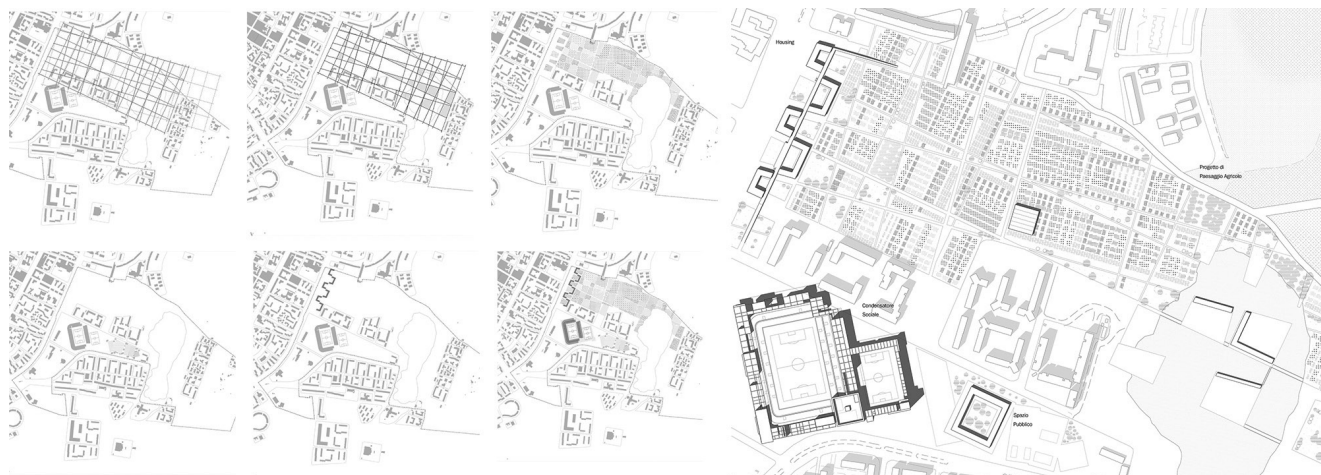 Housing
Progetto di
Paesaggio Agricolo
Condensatore
Sociale
Spazio
Pubblico